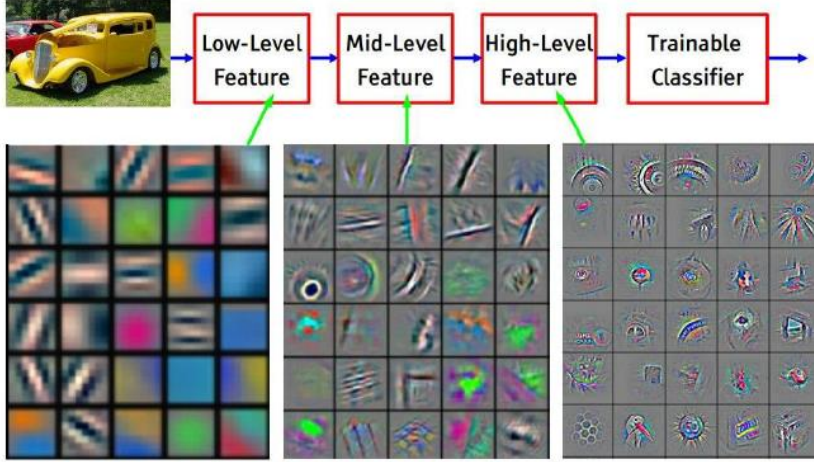 Low-Level
Feature
Mid-Level
Feature
High-Level
Feature
Trainable
Classifier